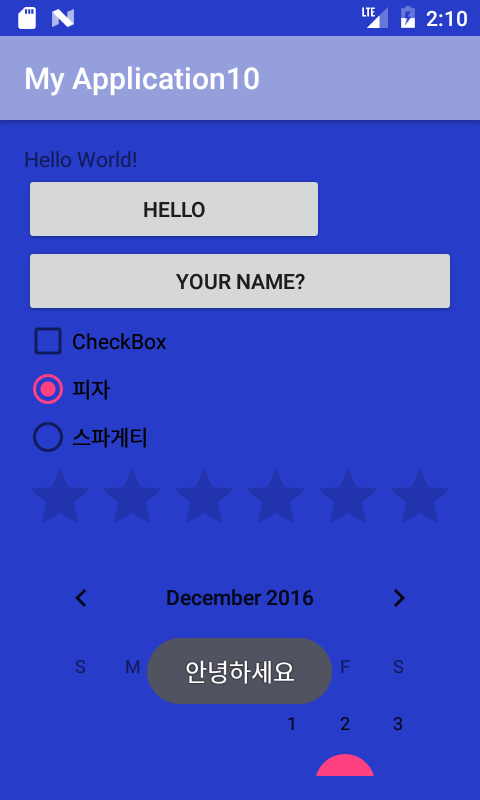 LTE 2:10
My Application10
Hello World!
HELLO
YOUR NAME?
CheckBox
피자
스파게티
December 2016
S M F S
안녕하세요
1 2 3